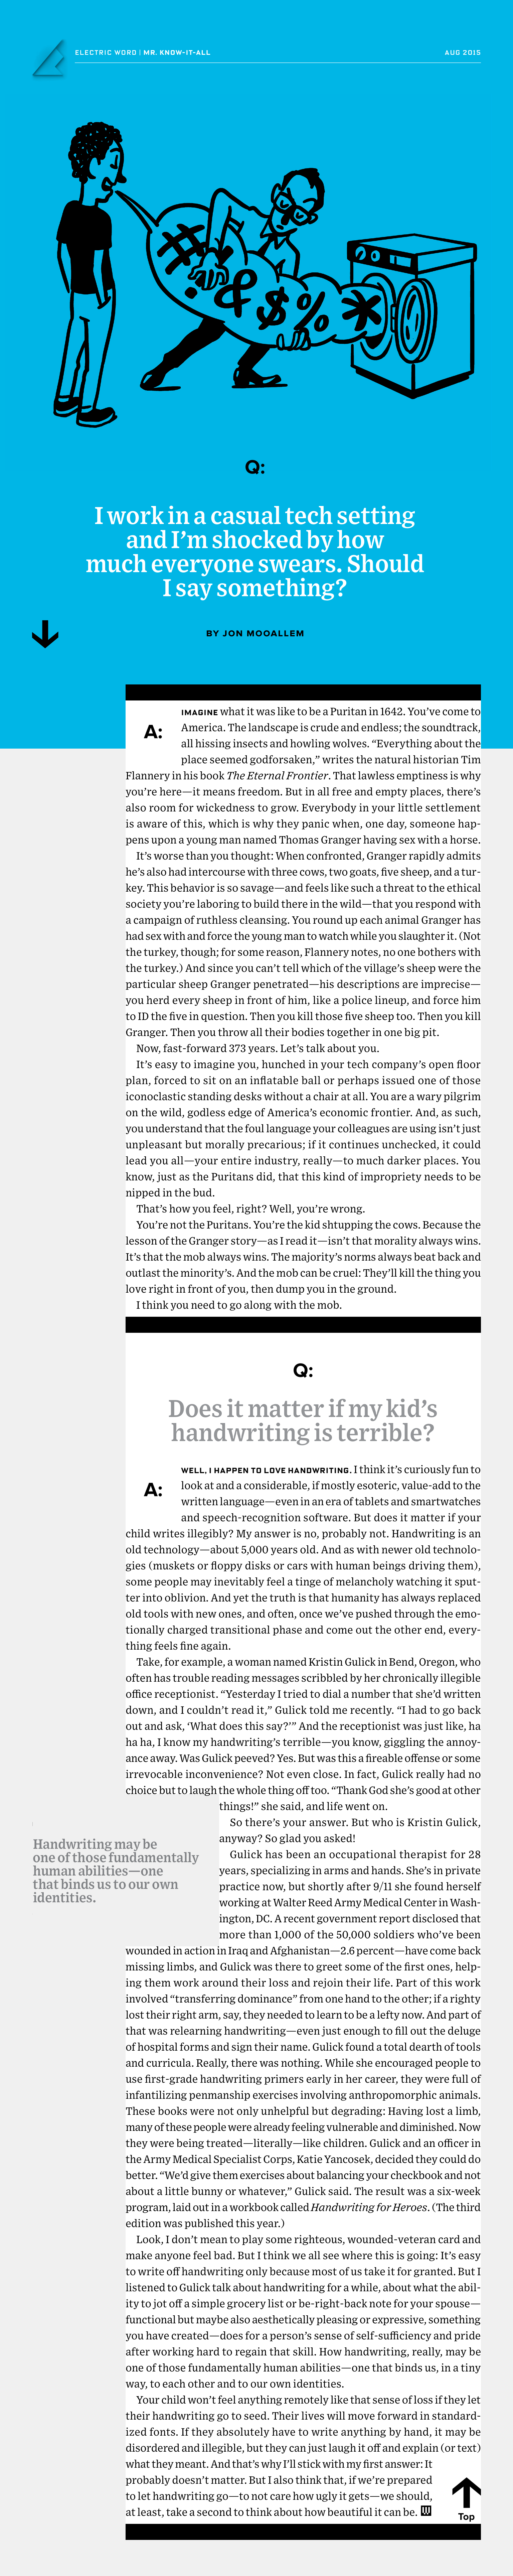 ELECTRIC WORD | MR. KNOW-IT-ALL
AUG 2015
#&$%*
Q:
I work in a casual tech setting
and I'm shocked by how
much everyone swears. Should
I say something?
BY JON MOOALLEM
A:
IMAGINE what it was like to be a Puritan in 1642. You've come to
America. The landscape is crude and endless; the soundtrack,
all hissing insects and howling wolves. “Everything about the
place seemed godforsaken,” writes the natural historian Tim
Flannery in his book The Eternal Frontier. That lawless emptiness is why
you're here—it means freedom. But in all free and empty places, there's
also room for wickedness to grow. Everybody in your little settlement
is aware of this, which is why they panic when, one day, someone hap-
pens upon a young man named Thomas Granger having sex with a horse.
It's worse than you thought: When confronted, Granger rapidly admits
he's also had intercourse with three cows, two goats, five sheep, and a tur-
key. This behavior is so savage—and feels like such a threat to the ethical
society you're laboring to build there in the wild—that you respond with
a campaign of ruthless cleansing. You round up each animal Granger has
had sex with and force the young man to watch while you slaughter it. (Not
the turkey, though; for some reason, Flannery notes, no one bothers with
the turkey.) And since you can't tell which of the village's sheep were the
particular sheep Granger penetrated—his descriptions are imprecise—
you herd every sheep in front of him, like a police lineup, and force him
to ID the five in question. Then you kill those five sheep too. Then you kill
Granger. Then you throw all their bodies together in one big pit.
Now, fast-forward 373 years. Let's talk about you.
It's easy to imagine you, hunched in your tech company's open floor
plan, forced to sit on an inflatable ball or perhaps issued one of those
iconoclastic standing desks without a chair at all. You are a wary pilgrim
on the wild, godless edge of America's economic frontier. And, as such,
you understand that the foul language your colleagues are using isn't just
unpleasant but morally precarious; if it continues unchecked, it could
lead you all—your entire industry, really—to much darker places. You
know, just as the Puritans did, that this kind of impropriety needs to be
nipped in the bud.
That's how you feel, right? Well, you're wrong.
You're not the Puritans. You're the kid shtupping the cows. Because the
lesson of the Granger story—as I read it—isn't that morality always wins.
It's that the mob always wins. The majority's norms always beat back and
outlast the minority's. And the mob can be cruel: They'll kill the thing you
love right in front of you, then dump you in the ground.
I think you need to go along with the mob.
Q:
Does it matter if my kid's
handwriting is terrible?
A:
WELL, I HAPPEN TO LOVE HANDWRITING. I think it's curiously fun to
look at and a considerable, if mostly esoteric, value-add to the
written language—even in an era of tablets and smartwatches
and speech-recognition software. But does it matter if your
child writes illegibly? My answer is no, probably not. Handwriting is an
old technology—about 5,000 years old. And as with newer old technolo-
gies (muskets or floppy disks or cars with human beings driving them),
some people may inevitably feel a tinge of melancholy watching it sput-
ter into oblivion. And yet the truth is that humanity has always replaced
old tools with new ones, and often, once we've pushed through the emo-
tionally charged transitional phase and come out the other end, every-
thing feels fine again.
Take, for example, a woman named Kristin Gulick in Bend, Oregon, who
often has trouble reading messages scribbled by her chronically illegible
office receptionist. “Yesterday I tried to dial a number that she'd written
down, and I couldn't read it,” Gulick told me recently. “I had to go back
out and ask, ‘What does this say?’” And the receptionist was just like, ha
ha ha, I know my handwriting's terrible—you know, giggling the annoy-
ance away. Was Gulick peeved? Yes. But was this a fireable offense or some
irrevocable inconvenience? Not even close. In fact, Gulick really had no
choice but to laugh the whole thing off too. “Thank God she's good at other
things!” she said, and life went on.
So there's your answer. But who is Kristin Gulick,
anyway? So glad you asked!
Gulick has been an occupational therapist for 28
years, specializing in arms and hands. She's in private
practice now, but shortly after 9/11 she found herself
working at Walter Reed Army Medical Center in Wash-
ington, DC. A recent government report disclosed that
more than 1,000 of the 50,000 soldiers who've been
wounded in action in Iraq and Afghanistan—2.6 percent—have come back
missing limbs, and Gulick was there to greet some of the first ones, help-
ing them work around their loss and rejoin their life. Part of this work
involved “transferring dominance” from one hand to the other; if a righty
lost their right arm, say, they needed to learn to be a lefty now. And part of
that was relearning handwriting—even just enough to fill out the deluge
of hospital forms and sign their name. Gulick found a total dearth of tools
and curricula. Really, there was nothing. While she encouraged people to
use first-grade handwriting primers early in her career, they were full of
infantilizing penmanship exercises involving anthropomorphic animals.
These books were not only unhelpful but degrading: Having lost a limb,
many of these people were already feeling vulnerable and diminished. Now
they were being treated—literally—like children. Gulick and an officer in
the Army Medical Specialist Corps, Katie Yancosek, decided they could do
better. “We'd give them exercises about balancing your checkbook and not
about a little bunny or whatever,” Gulick said. The result was a six-week
program, laid out in a workbook called Handwriting for Heroes. (The third
edition was published this year.)
Look, I don't mean to play some righteous, wounded-veteran card and
make anyone feel bad. But I think we all see where this is going: It's easy
to write off handwriting only because most of us take it for granted. But I
listened to Gulick talk about handwriting for a while, about what the abil-
ity to jot off a simple grocery list or be-right-back note for your spouse—
functional but maybe also aesthetically pleasing or expressive, something
you have created—does for a person's sense of self-sufficiency and pride
after working hard to regain that skill. How handwriting, really, may be
one of those fundamentally human abilities—one that binds us, in a tiny
way, to each other and to our own identities.
Your child won't feel anything remotely like that sense of loss if they let
their handwriting go to seed. Their lives will move forward in standard-
ized fonts. If they absolutely have to write anything by hand, it may be
disordered and illegible, but they can just laugh it off and explain (or text)
what they meant. And that's why I'll stick with my first answer: It
probably doesn't matter. But I also think that, if we're prepared
to let handwriting go—to not care how ugly it gets—we should,
at least, take a second to think about how beautiful it can be.
Handwriting may be
one of those fundamentally
human abilities—one
that binds us to our own
identities.
Top